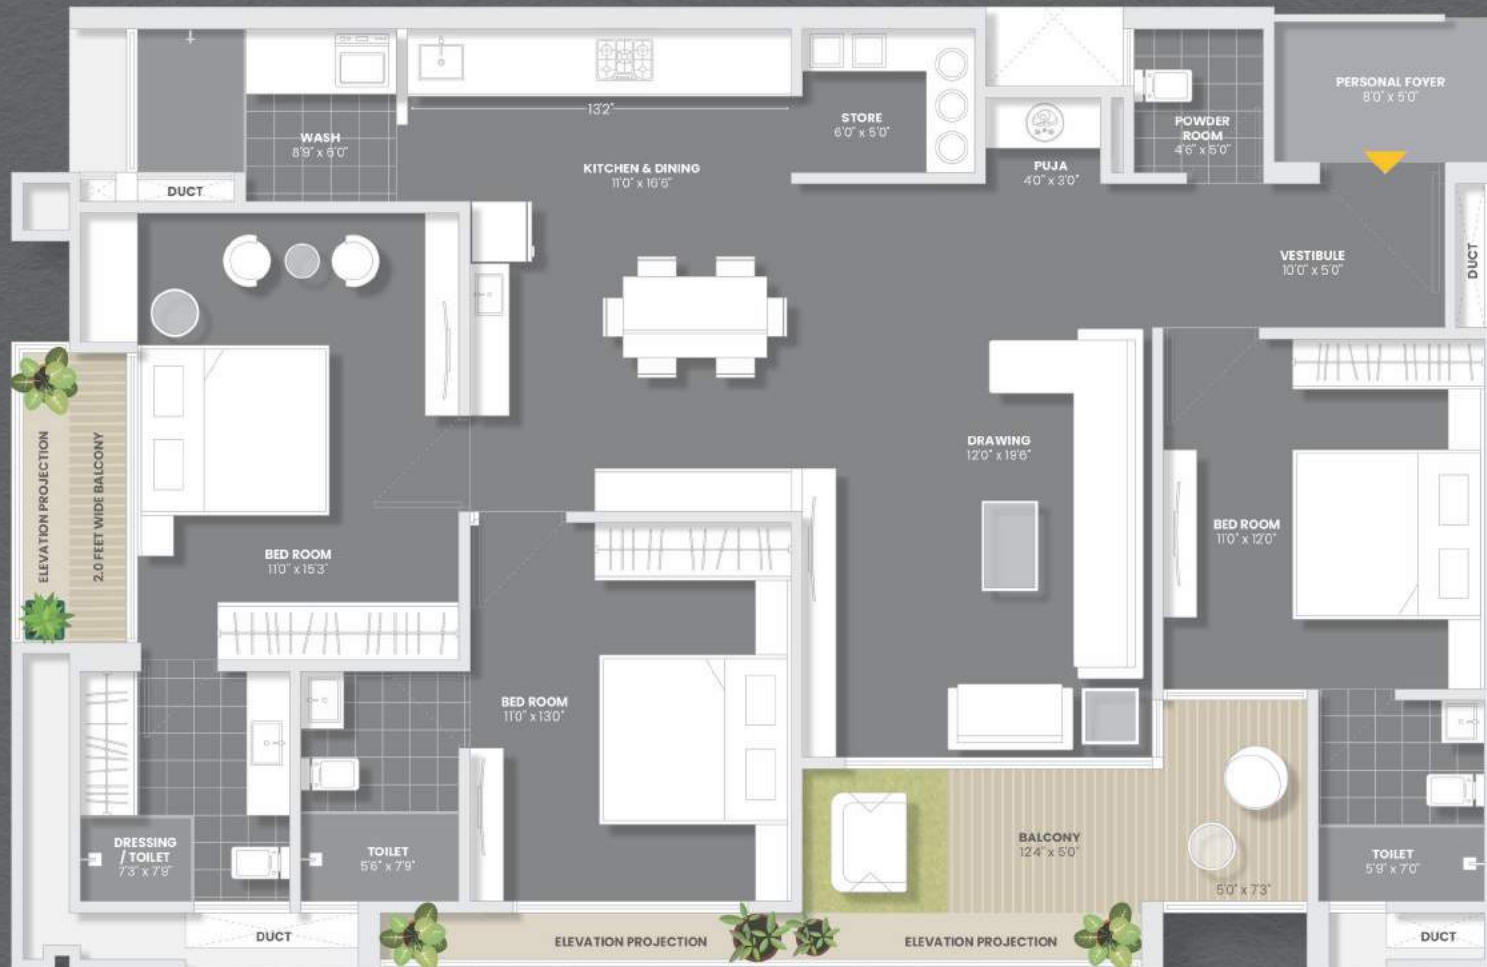 PERSONAL FOYER
8'0" x 5'0"
13'2"
STORE
6'0" x 5'0"
POWDER
ROOM
4'6" x 5'0"
WASH
8'9" x 6'0"
KITCHEN & DINING
11'0" x 16'6"
PUJA
4'0" x 3'0"
DUCT
VESTIBULE
10'0" x 5'0"
DUCT
ELEVATION PROJECTION
2.0 FEET WIDE BALCONY
DRAWING
12'0" x 19'6"
BED ROOM
11'0" x 15'3"
BED ROOM
11'0" x 12'0"
BED ROOM
11'0" x 13'0"
DRESSING
/ TOILET
7'3" x 7'9"
TOILET
5'6" x 7'9"
BALCONY
12'4" x 5'0"
5'0" x 7'3"
TOILET
5'9" x 7'0"
DUCT
ELEVATION PROJECTION
ELEVATION PROJECTION
DUCT